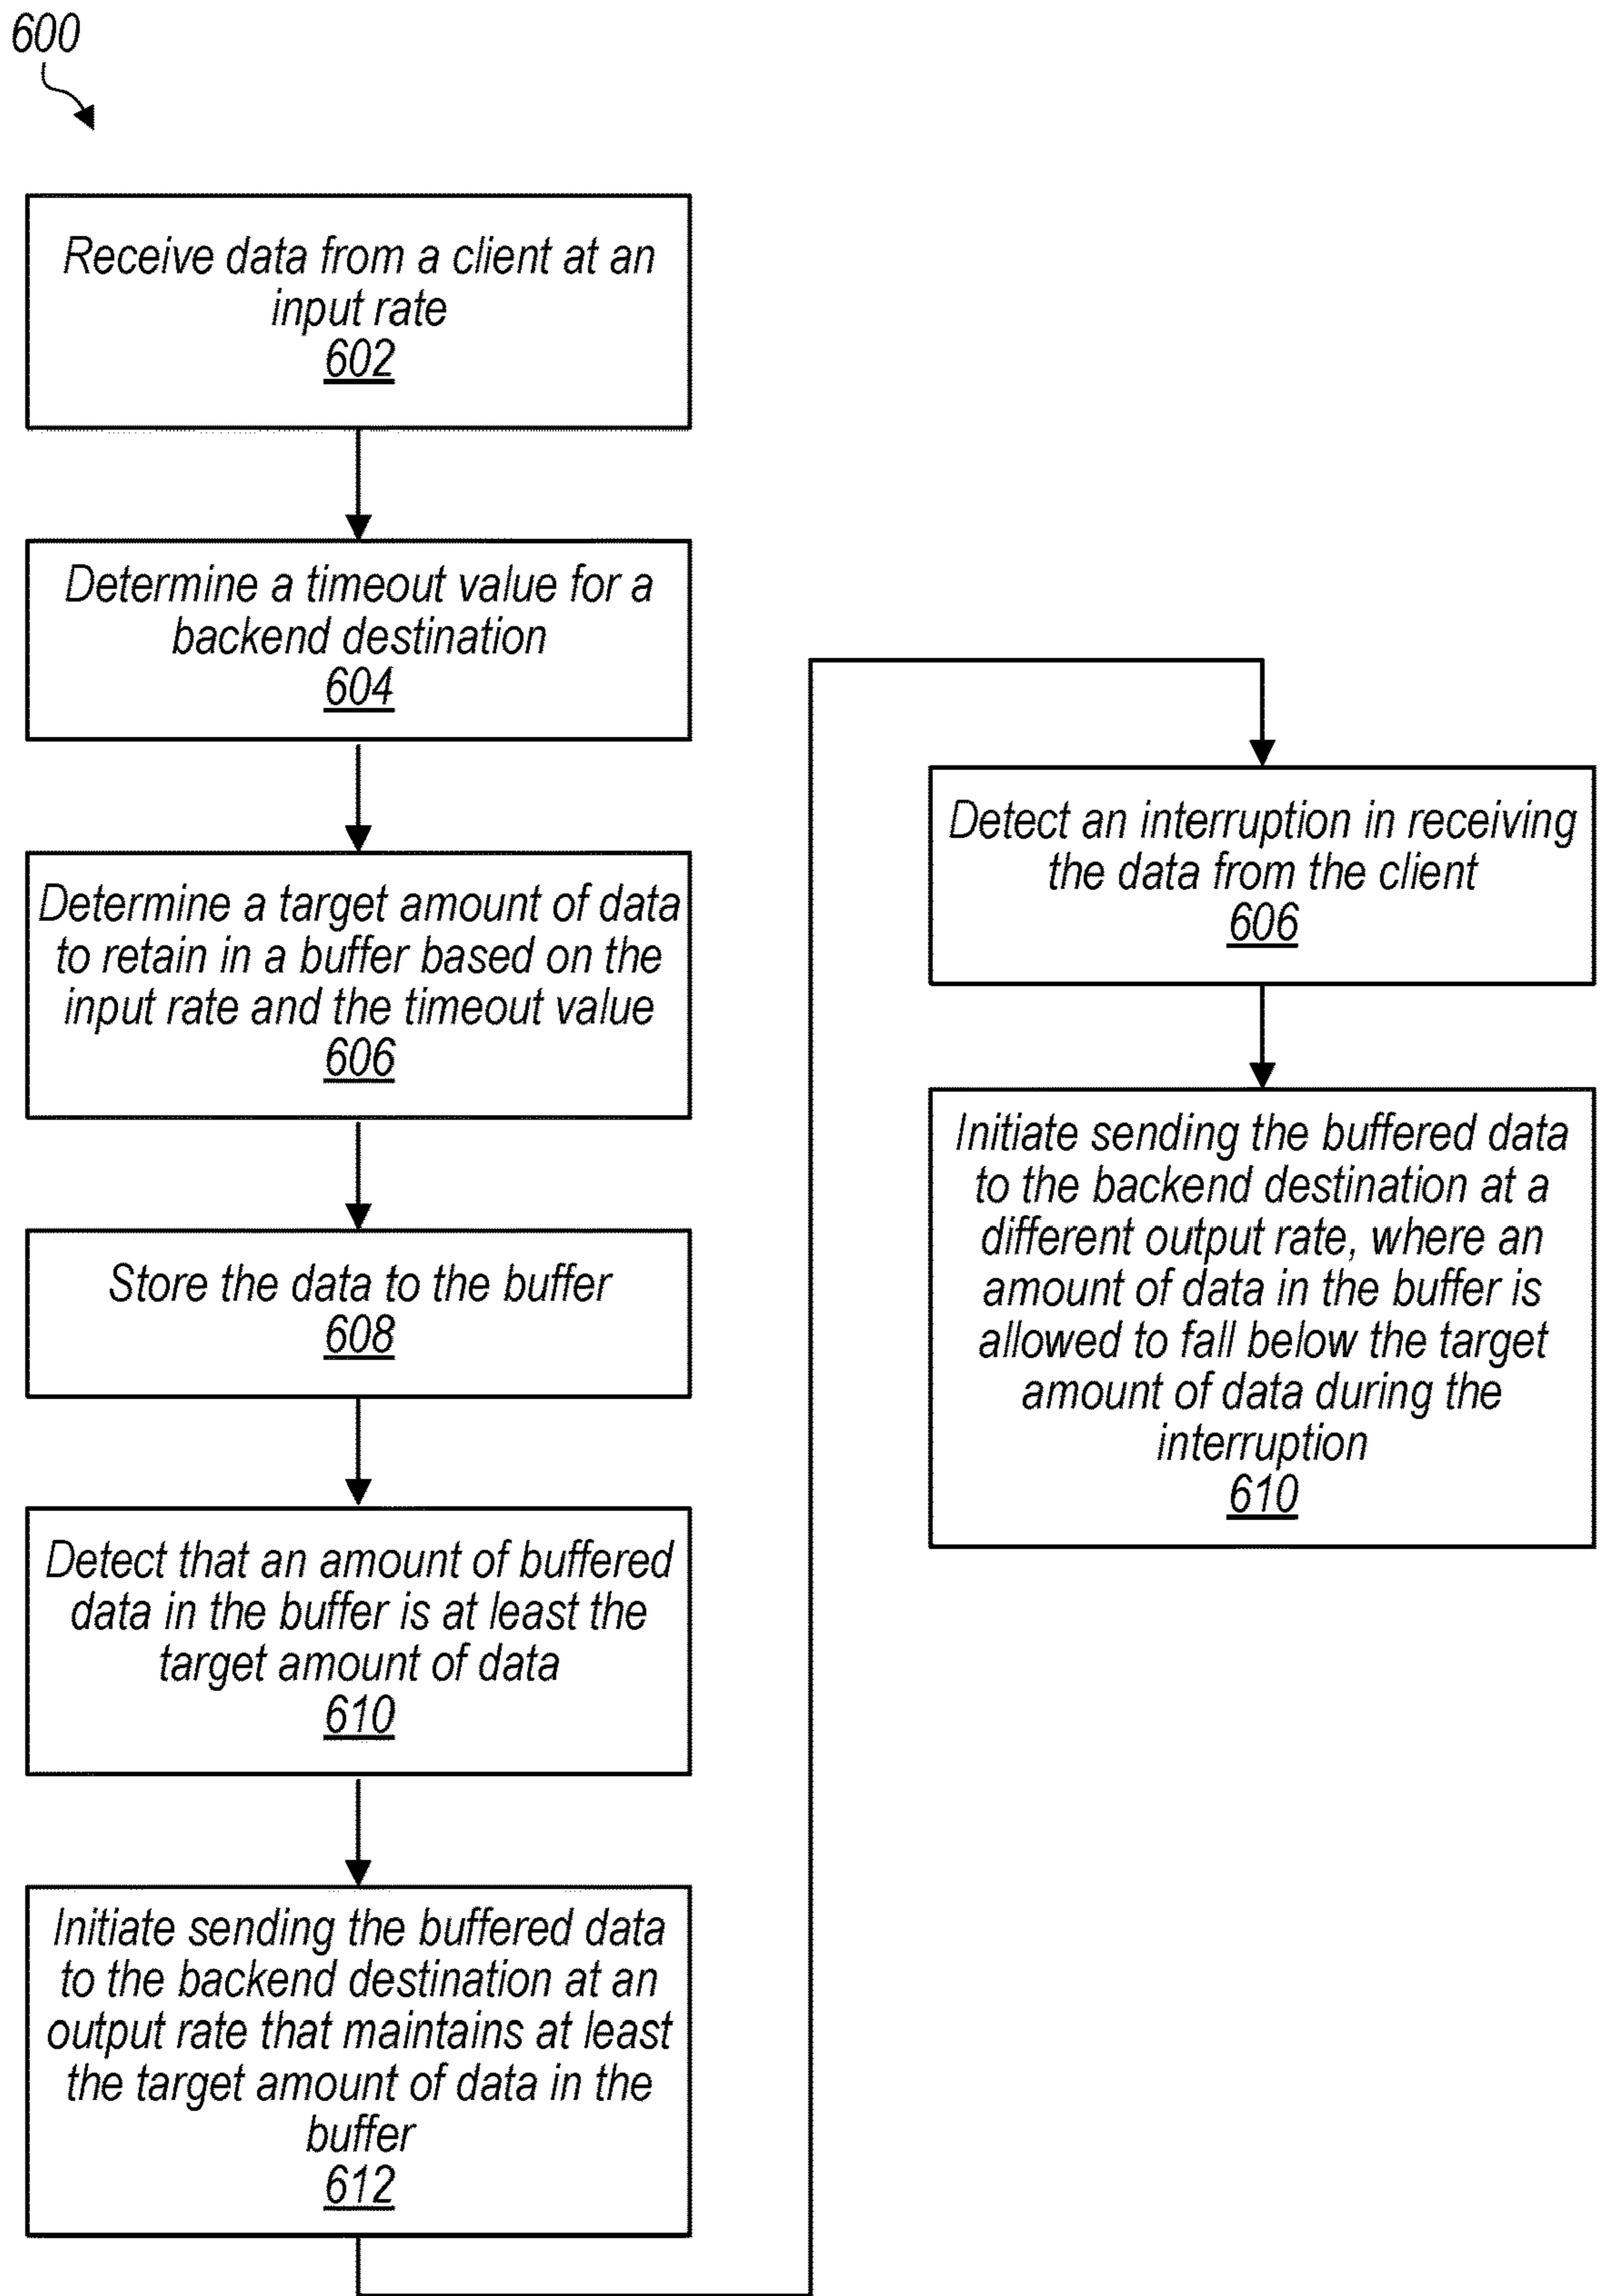 600
Receive data from a client at an
input rate
602
Determine a timeout value for a
backend destination
604
Determine a target amount of data
to retain in a buffer based on the
input rate and the timeout value
606
Store the data to the buffer
608
Detect that an amount of buffered
data in the buffer is at least the
target amount of data
610
Initiate sending the buffered data
to the backend destination at an
output rate that maintains at least
the target amount of data in the
buffer
612
Detect an interruption in receiving
the data from the client
606
Initiate sending the buffered data
to the backend destination at a
different output rate, where an
amount of data in the buffer is
allowed to fall below the target
amount of data during the
interruption
610